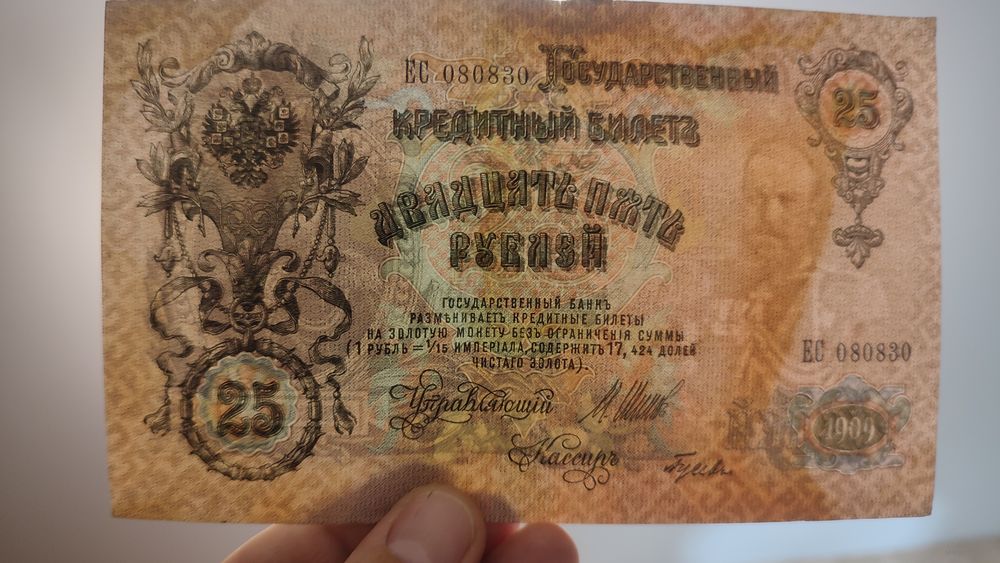 ЕС 080830 Государственный
Кредитный Билетъ
25
Двадцать пять
рублей
Государственный Банкъ
размѣниваетъ кредитные билеты
на золотую монету безъ ограниченія суммы
(1 рубль = 1/15 имперіала, содержитъ 17,424 долей
чистаго золота).
ЕС 080830
25
Управляющій
1909
Кассиръ